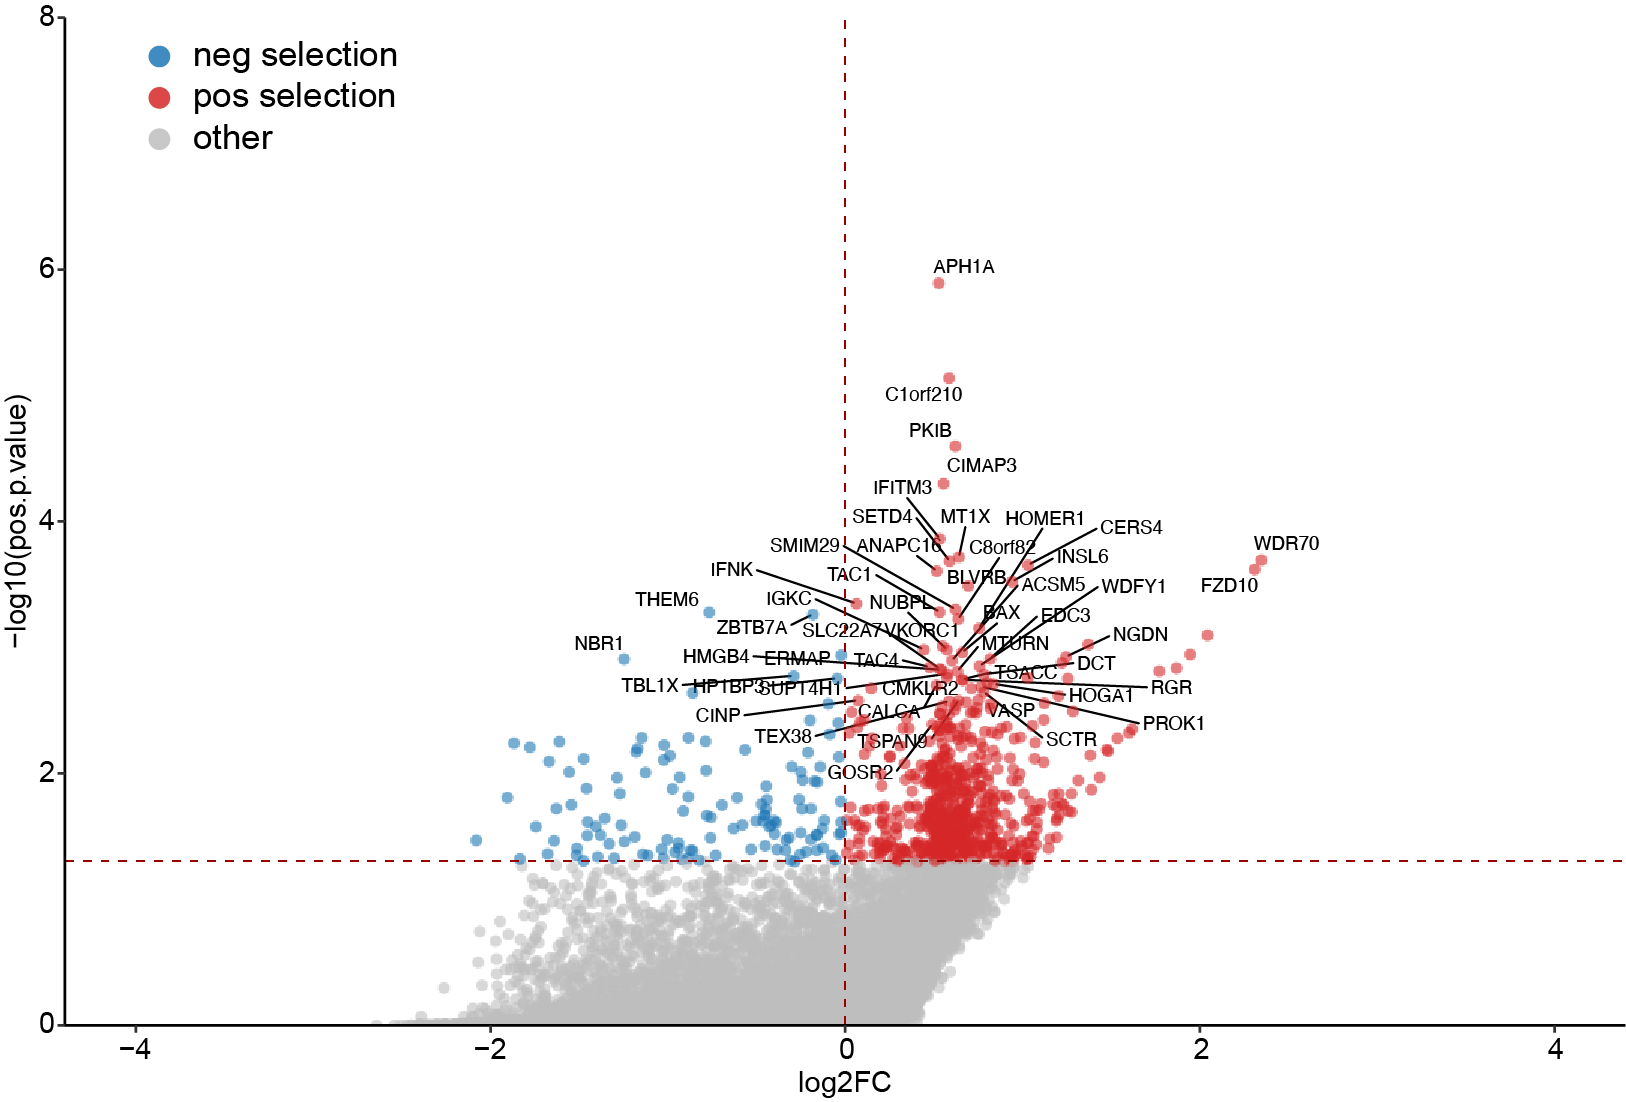 8
neg selection
pos selection
other
6
APH1A
C1orf210
PKIB
CIMAP3
IFITM3
4
SETD4
MT1X
HOMER1
CERS4
SMIM29
ANAPC16
C8orf82
WDR70
INSL6
IFNK
TAC1
BLVRB
ACSM5
WDFY1
FZD10
THEM6
IGKC
NUBPL
BAX
EDC3
ZBTB7A
SLC22A7
VKORC1
NGDN
NBR1
MTURN
HMGB4
ERMAP
TAC4
DCT
TSACC
TBL1X
HP1BP3
SUPT4H1
CMKLR2
RGR
HOGA1
CINP
CALCA
VASP
PROK1
TEX38
TSPAN9
SCTR
GOSR2
2
0
−4
−2
0
2
4
log2FC
−log10(pos.p.value)